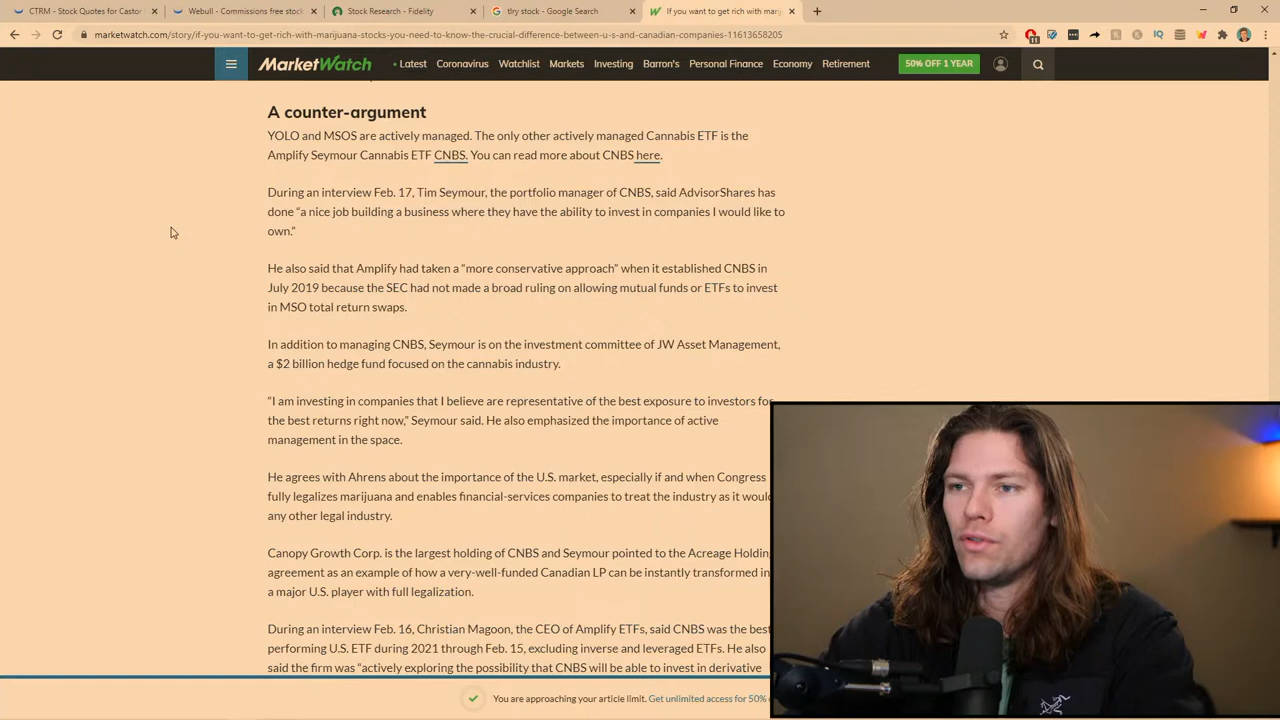 CTRM - Stock Quotes for Castor
Webull - Commissions free stock
Stock Research - Fidelity
tlry stock - Google Search
If you want to get rich with marij
marketwatch.com/story/if-you-want-to-get-rich-with-marijuana-stocks-you-need-to-know-the-crucial-difference-between-u-s-and-canadian-companies-11613658205
MarketWatch
Latest
Coronavirus
Watchlist
Markets
Investing
Barron's
Personal Finance
Economy
Retirement
50% OFF 1 YEAR
A counter-argument
YOLO and MSOS are actively managed. The only other actively managed Cannabis ETF is the
Amplify Seymour Cannabis ETF CNBS. You can read more about CNBS here.
During an interview Feb. 17, Tim Seymour, the portfolio manager of CNBS, said AdvisorShares has
done “a nice job building a business where they have the ability to invest in companies I would like to
own.”
He also said that Amplify had taken a “more conservative approach” when it established CNBS in
July 2019 because the SEC had not made a broad ruling on allowing mutual funds or ETFs to invest
in MSO total return swaps.
In addition to managing CNBS, Seymour is on the investment committee of JW Asset Management,
a $2 billion hedge fund focused on the cannabis industry.
“I am investing in companies that I believe are representative of the best exposure to investors for
the best returns right now,” Seymour said. He also emphasized the importance of active
management in the space.
He agrees with Ahrens about the importance of the U.S. market, especially if and when Congress
fully legalizes marijuana and enables financial-services companies to treat the industry as it would
any other legal industry.
Canopy Growth Corp. is the largest holding of CNBS and Seymour pointed to the Acreage Holding
agreement as an example of how a very-well-funded Canadian LP can be instantly transformed in
a major U.S. player with full legalization.
During an interview Feb. 16, Christian Magoon, the CEO of Amplify ETFs, said CNBS was the best
performing U.S. ETF during 2021 through Feb. 15, excluding inverse and leveraged ETFs. He also
said the firm was “actively exploring the possibility that CNBS will be able to invest in derivative
You are approaching your article limit. Get unlimited access for 50%